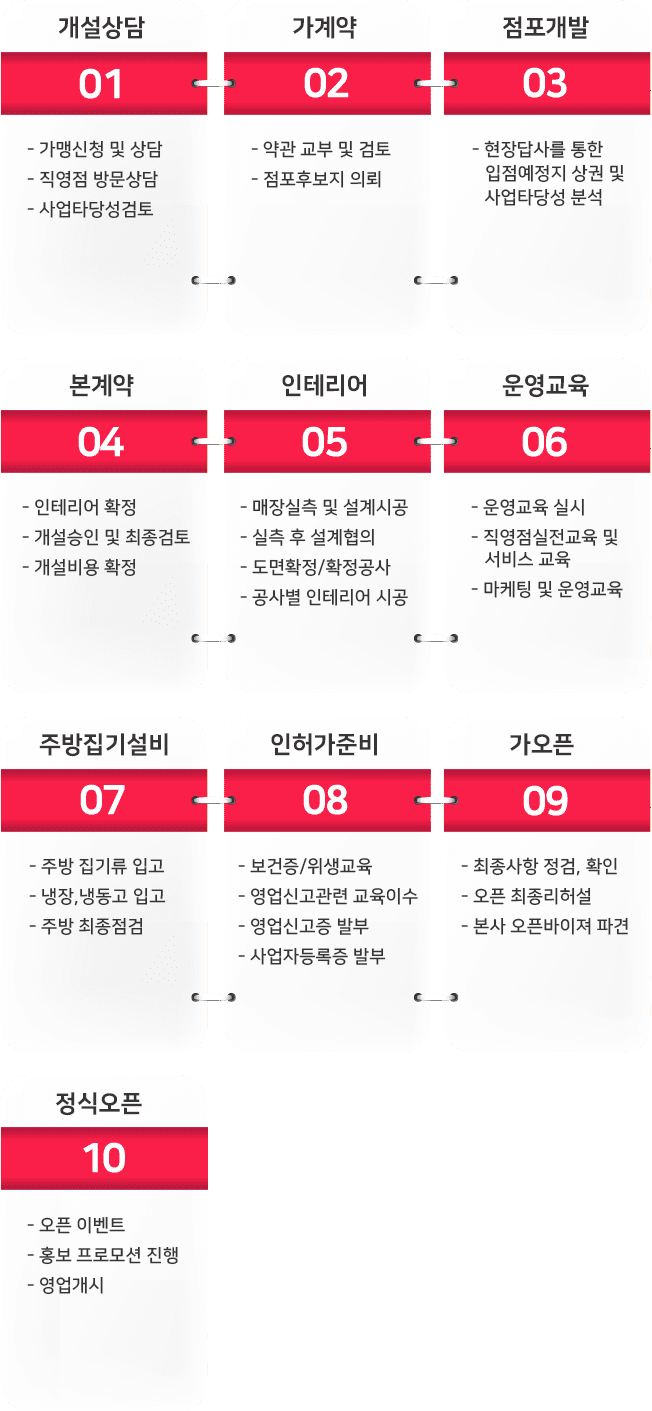 개설상담
01
- 가맹신청 및 상담
- 직영점 방문상담
- 사업타당성검토
가계약
02
- 약관 교부 및 검토
- 점포후보지 의뢰
점포개발
03
- 현장답사를 통한
입점예정지 상권 및
사업타당성 분석
본계약
04
- 인테리어 확정
- 개설승인 및 최종검토
- 개설비용 확정
인테리어
05
- 매장실측 및 설계시공
- 실측 후 설계협의
- 도면확정/확정공사
- 공사별 인테리어 시공
운영교육
06
- 운영교육 실시
- 직영점실전교육 및
서비스 교육
- 마케팅 및 운영교육
주방집기설비
07
- 주방 집기류 입고
- 냉장,냉동고 입고
- 주방 최종점검
인허가준비
08
- 보건증/위생교육
- 영업신고관련 교육이수
- 영업신고증 발부
- 사업자등록증 발부
가오픈
09
- 최종사항 정검, 확인
- 오픈 최종리허설
- 본사 오픈바이져 파견
정식오픈
10
- 오픈 이벤트
- 홍보 프로모션 진행
- 영업개시